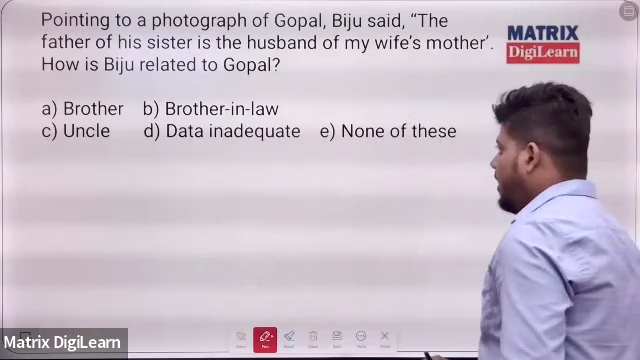 Pointing to a photograph of Gopal, Biju said, “The
father of his sister is the husband of my wife’s mother’.
How is Biju related to Gopal?
MATRIX
DigiLearn
a) Brother b) Brother-in-law
c) Uncle d) Data inadequate e) None of these
Matrix DigiLearn